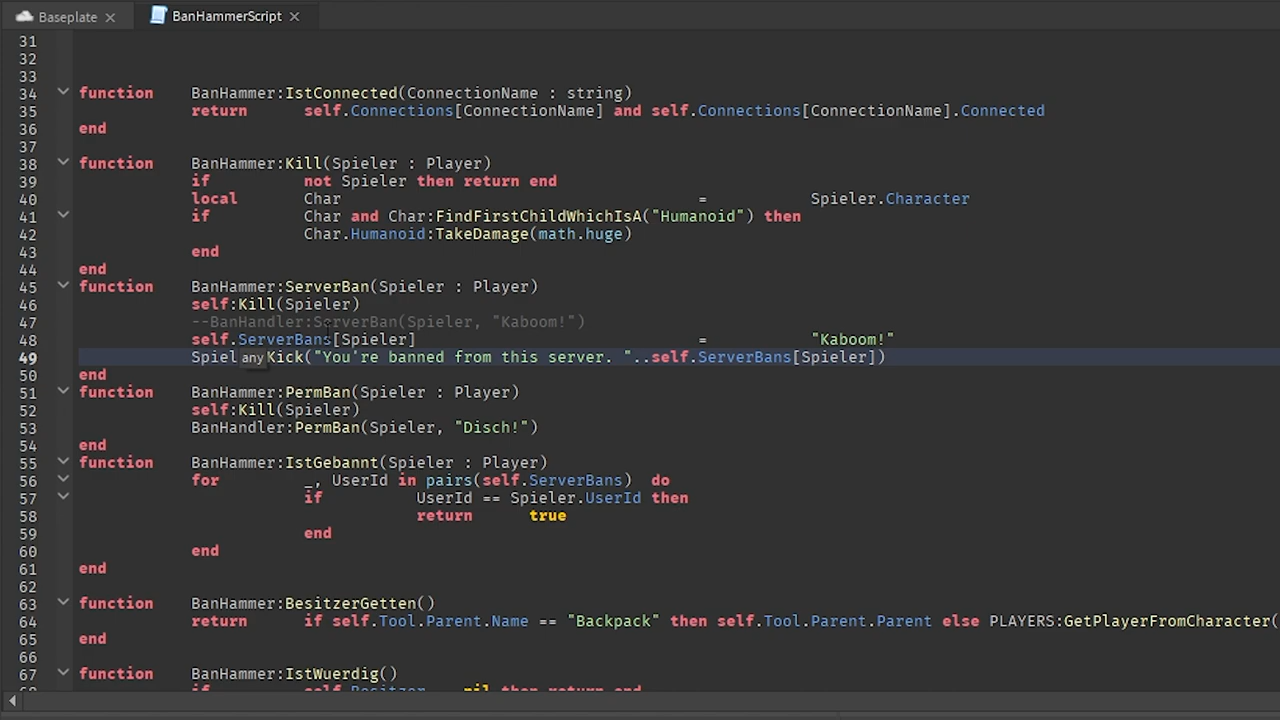 Baseplate
BanHammerScript
31
32
33
34 function BanHammer:IstConnected(ConnectionName : string)
35 return self.Connections[ConnectionName] and self.Connections[ConnectionName].Connected
36 end
37
38 function BanHammer:Kill(Spieler : Player)
39 if not Spieler then return end
40 local Char = Spieler.Character
41 if Char and Char:FindFirstChildWhichIsA("Humanoid") then
42 Char.Humanoid:TakeDamage(math.huge)
43 end
44 end
45 function BanHammer:ServerBan(Spieler : Player)
46 self:Kill(Spieler)
47 --BanHandler:ServerBan(Spieler, "Kaboom!")
48 self.ServerBans[Spieler] = "Kaboom!"
49 Spiel any Kick("You're banned from this server. "..self.ServerBans[Spieler])
50 end
51 function BanHammer:PermBan(Spieler : Player)
52 self:Kill(Spieler)
53 BanHandler:PermBan(Spieler, "Disch!")
54 end
55 function BanHammer:IstGebannt(Spieler : Player)
56 for _, UserId in pairs(self.ServerBans) do
57 if UserId == Spieler.UserId then
58 return true
59 end
60 end
61 end
62
63 function BanHammer:BesitzerGetten()
64 return if self.Tool.Parent.Name == "Backpack" then self.Tool.Parent.Parent else PLAYERS:GetPlayerFromCharacter(
65 end
66
67 function BanHammer:IstWuerdig()